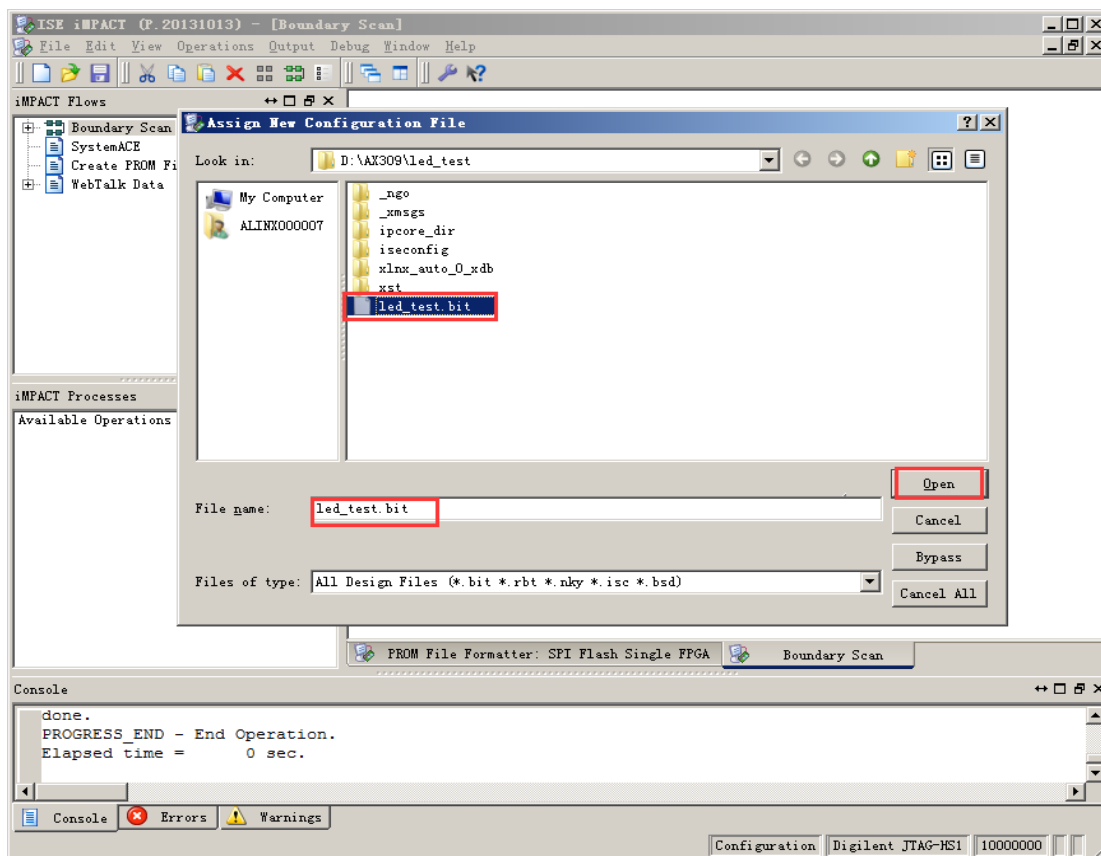 ISE iMPACT (P.20131013) - [Boundary Scan]
File Edit View Operations Output Debug Window Help
iMPACT Flows
Boundary Scan
SystemACE
Create PROM Fi
WebTalk Data
Assign New Configuration File
Look in: D:\AX309\led_test
My Computer
ALINX000007
_ngo
_xmsgs
ipcore_dir
iseconfig
xlnx_auto_0_xdb
xst
led_test.bit
Open
File name: led_test.bit
Cancel
Bypass
Files of type: All Design Files (*.bit *.rbt *.nky *.isc *.bsd)
Cancel All
iMPACT Processes
Available Operations
PROM File Formatter: SPI Flash Single FPGA
Boundary Scan
Console
done.
PROGRESS_END - End Operation.
Elapsed time = 0 sec.
Console Errors Warnings
Configuration Digilent JTAG-HS1 10000000